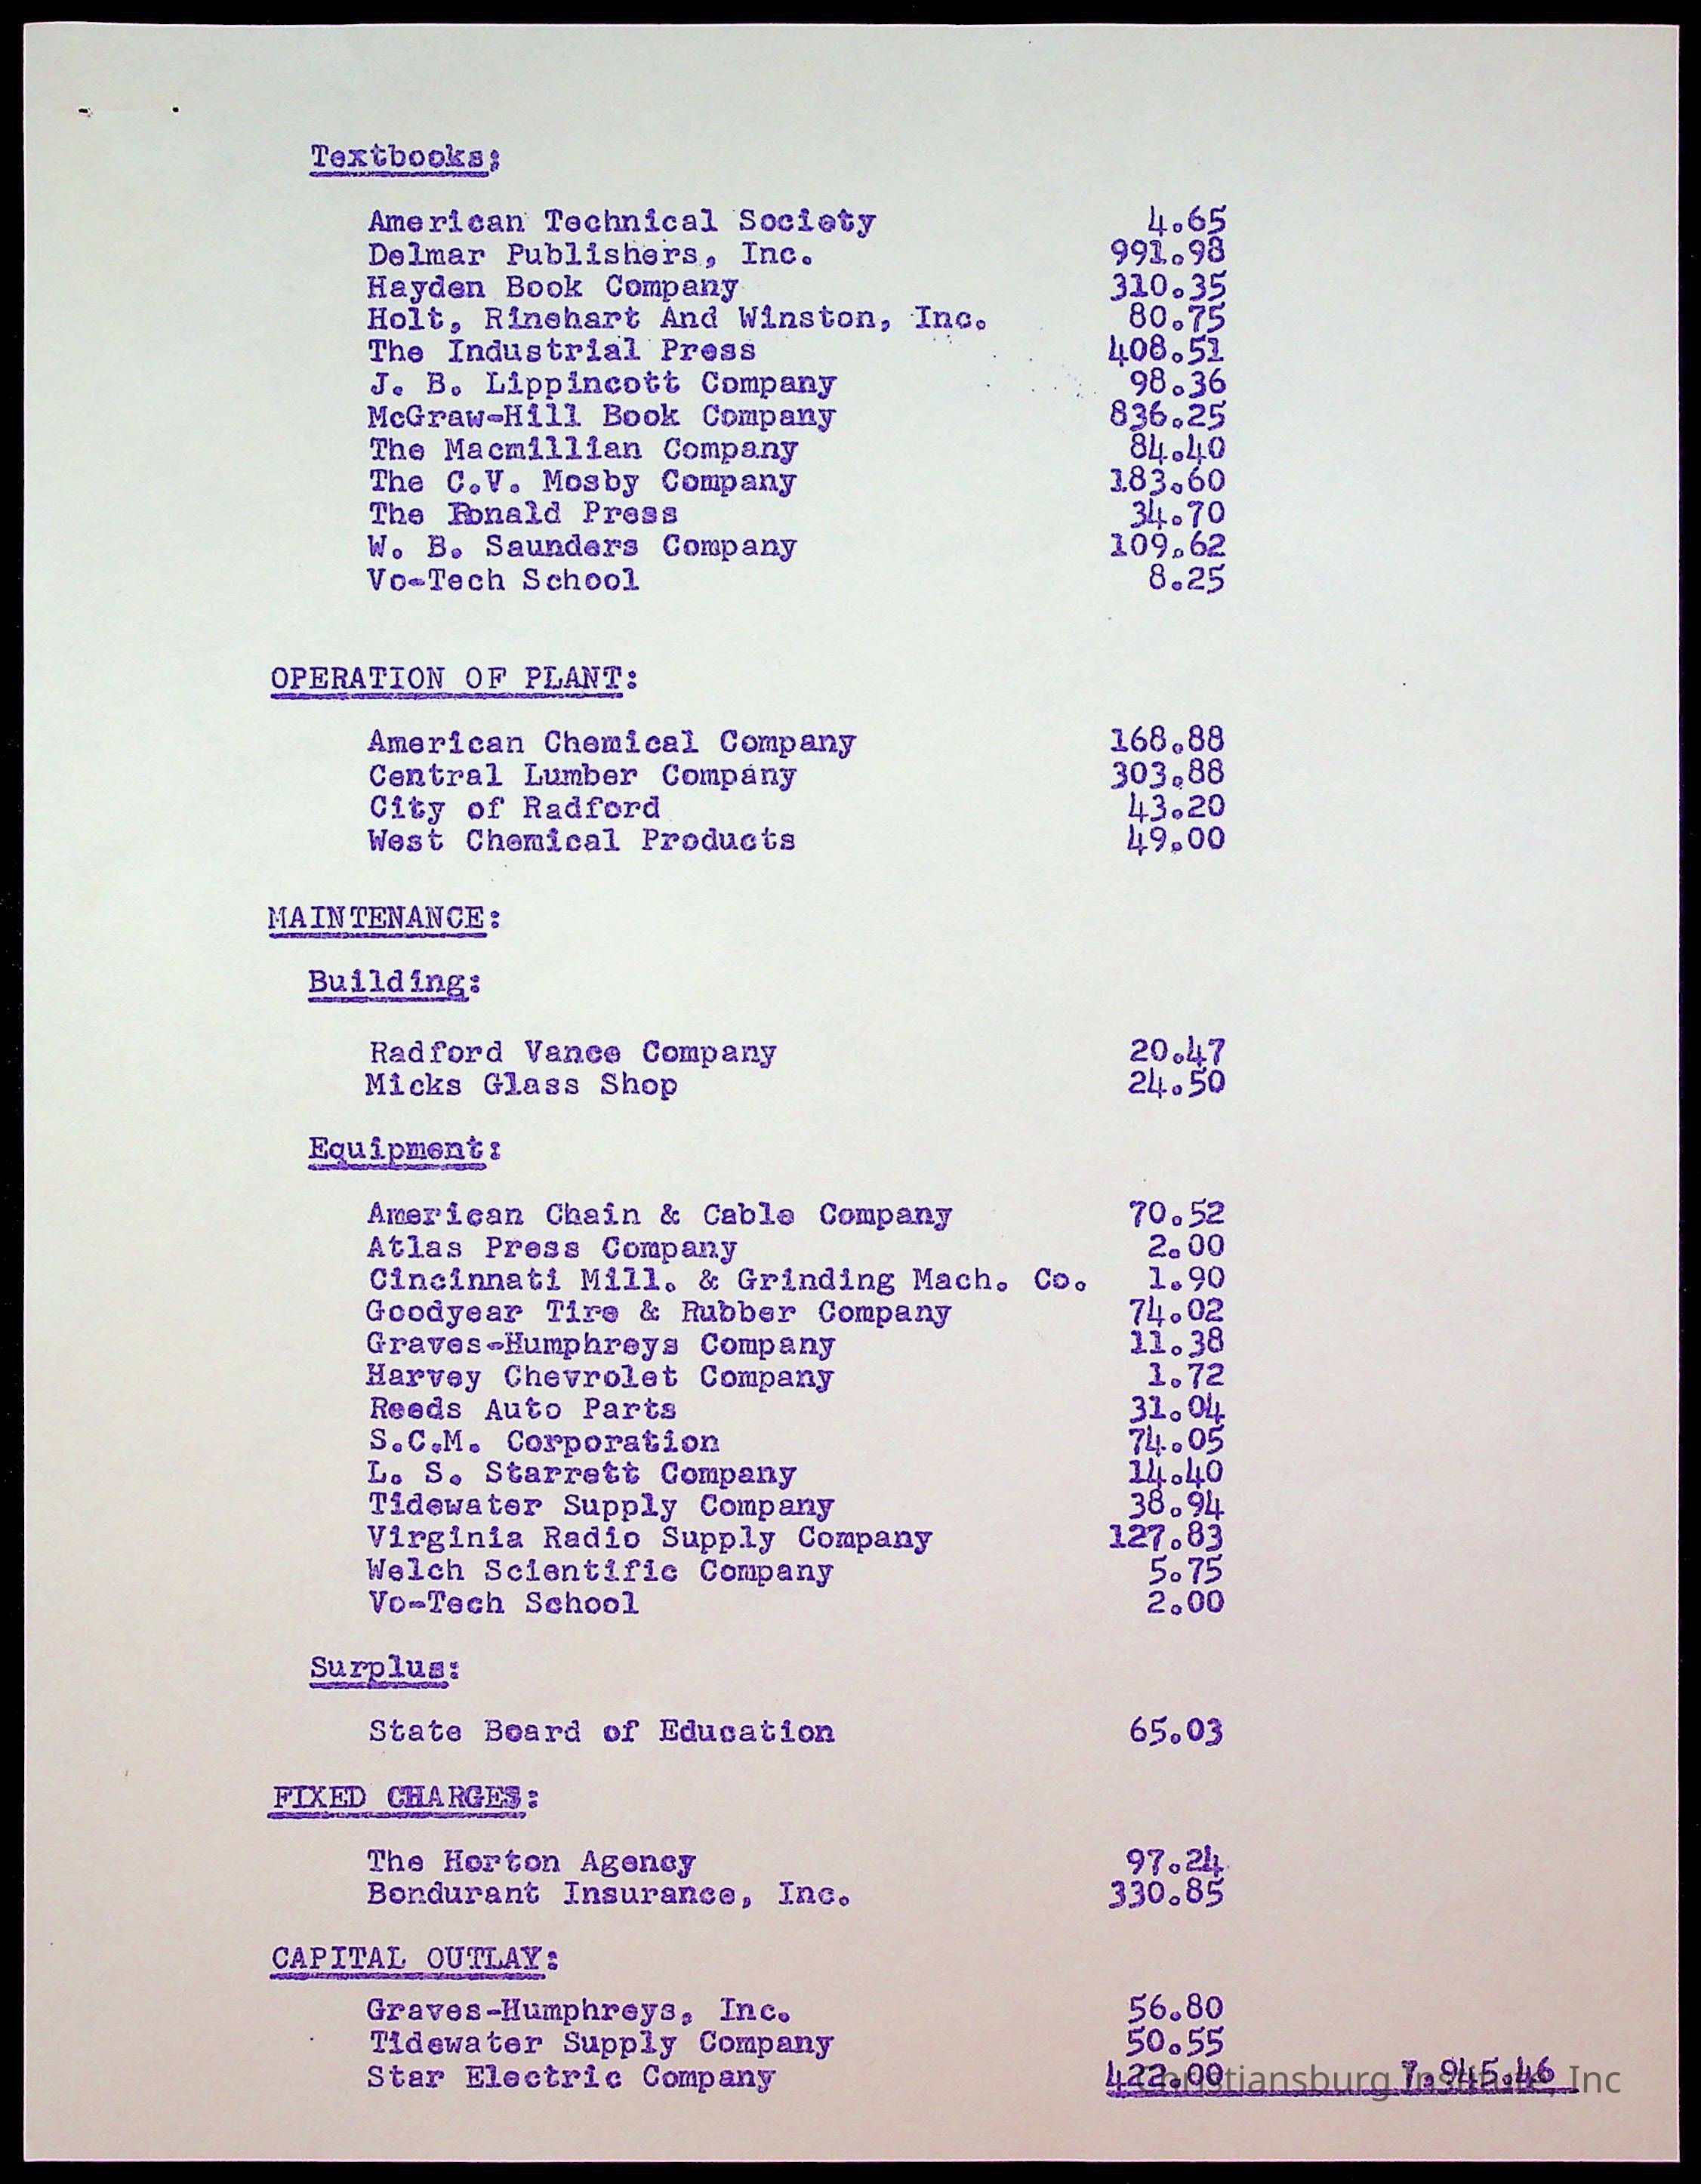 Textbooks;
American Technical Society 4.65
Delmar Publishers, Inc. 991.98
Hayden Book Company 310.35
Holt, Rinehart And Winston, Inc. 80.75
The Industrial Press 408.51
J. B. Lippincott Company 98.36
McGraw-Hill Book Company 836.25
The Macmillian Company 84.40
The C.V. Mosby Company 183.60
The Ronald Press 34.70
W. B. Saunders Company 109.62
Vo-Tech School 8.25
OPERATION OF PLANT:
American Chemical Company 168.88
Central Lumber Company 303.88
City of Radford 43.20
West Chemical Products 49.00
MAINTENANCE:
Building:
Radford Vance Company 20.47
Micks Glass Shop 24.50
Equipment:
American Chain & Cable Company 70.52
Atlas Press Company 2.00
Cincinnati Mill. & Grinding Mach. Co. 1.90
Goodyear Tire & Rubber Company 74.02
Graves-Humphreys Company 11.38
Harvey Chevrolet Company 1.72
Reeds Auto Parts 31.04
S.C.M. Corporation 74.05
L. S. Starrett Company 14.40
Tidewater Supply Company 38.94
Virginia Radio Supply Company 127.83
Welch Scientific Company 5.75
Vo-Tech School 2.00
Surplus:
State Board of Education 65.03
FIXED CHARGES:
The Horton Agency 97.24
Bondurant Insurance, Inc. 330.85
CAPITAL OUTLAY:
Graves-Humphreys, Inc. 56.80
Tidewater Supply Company 50.55
Star Electric Company 422.00 7,945.46
Christiansburg Institute, Inc